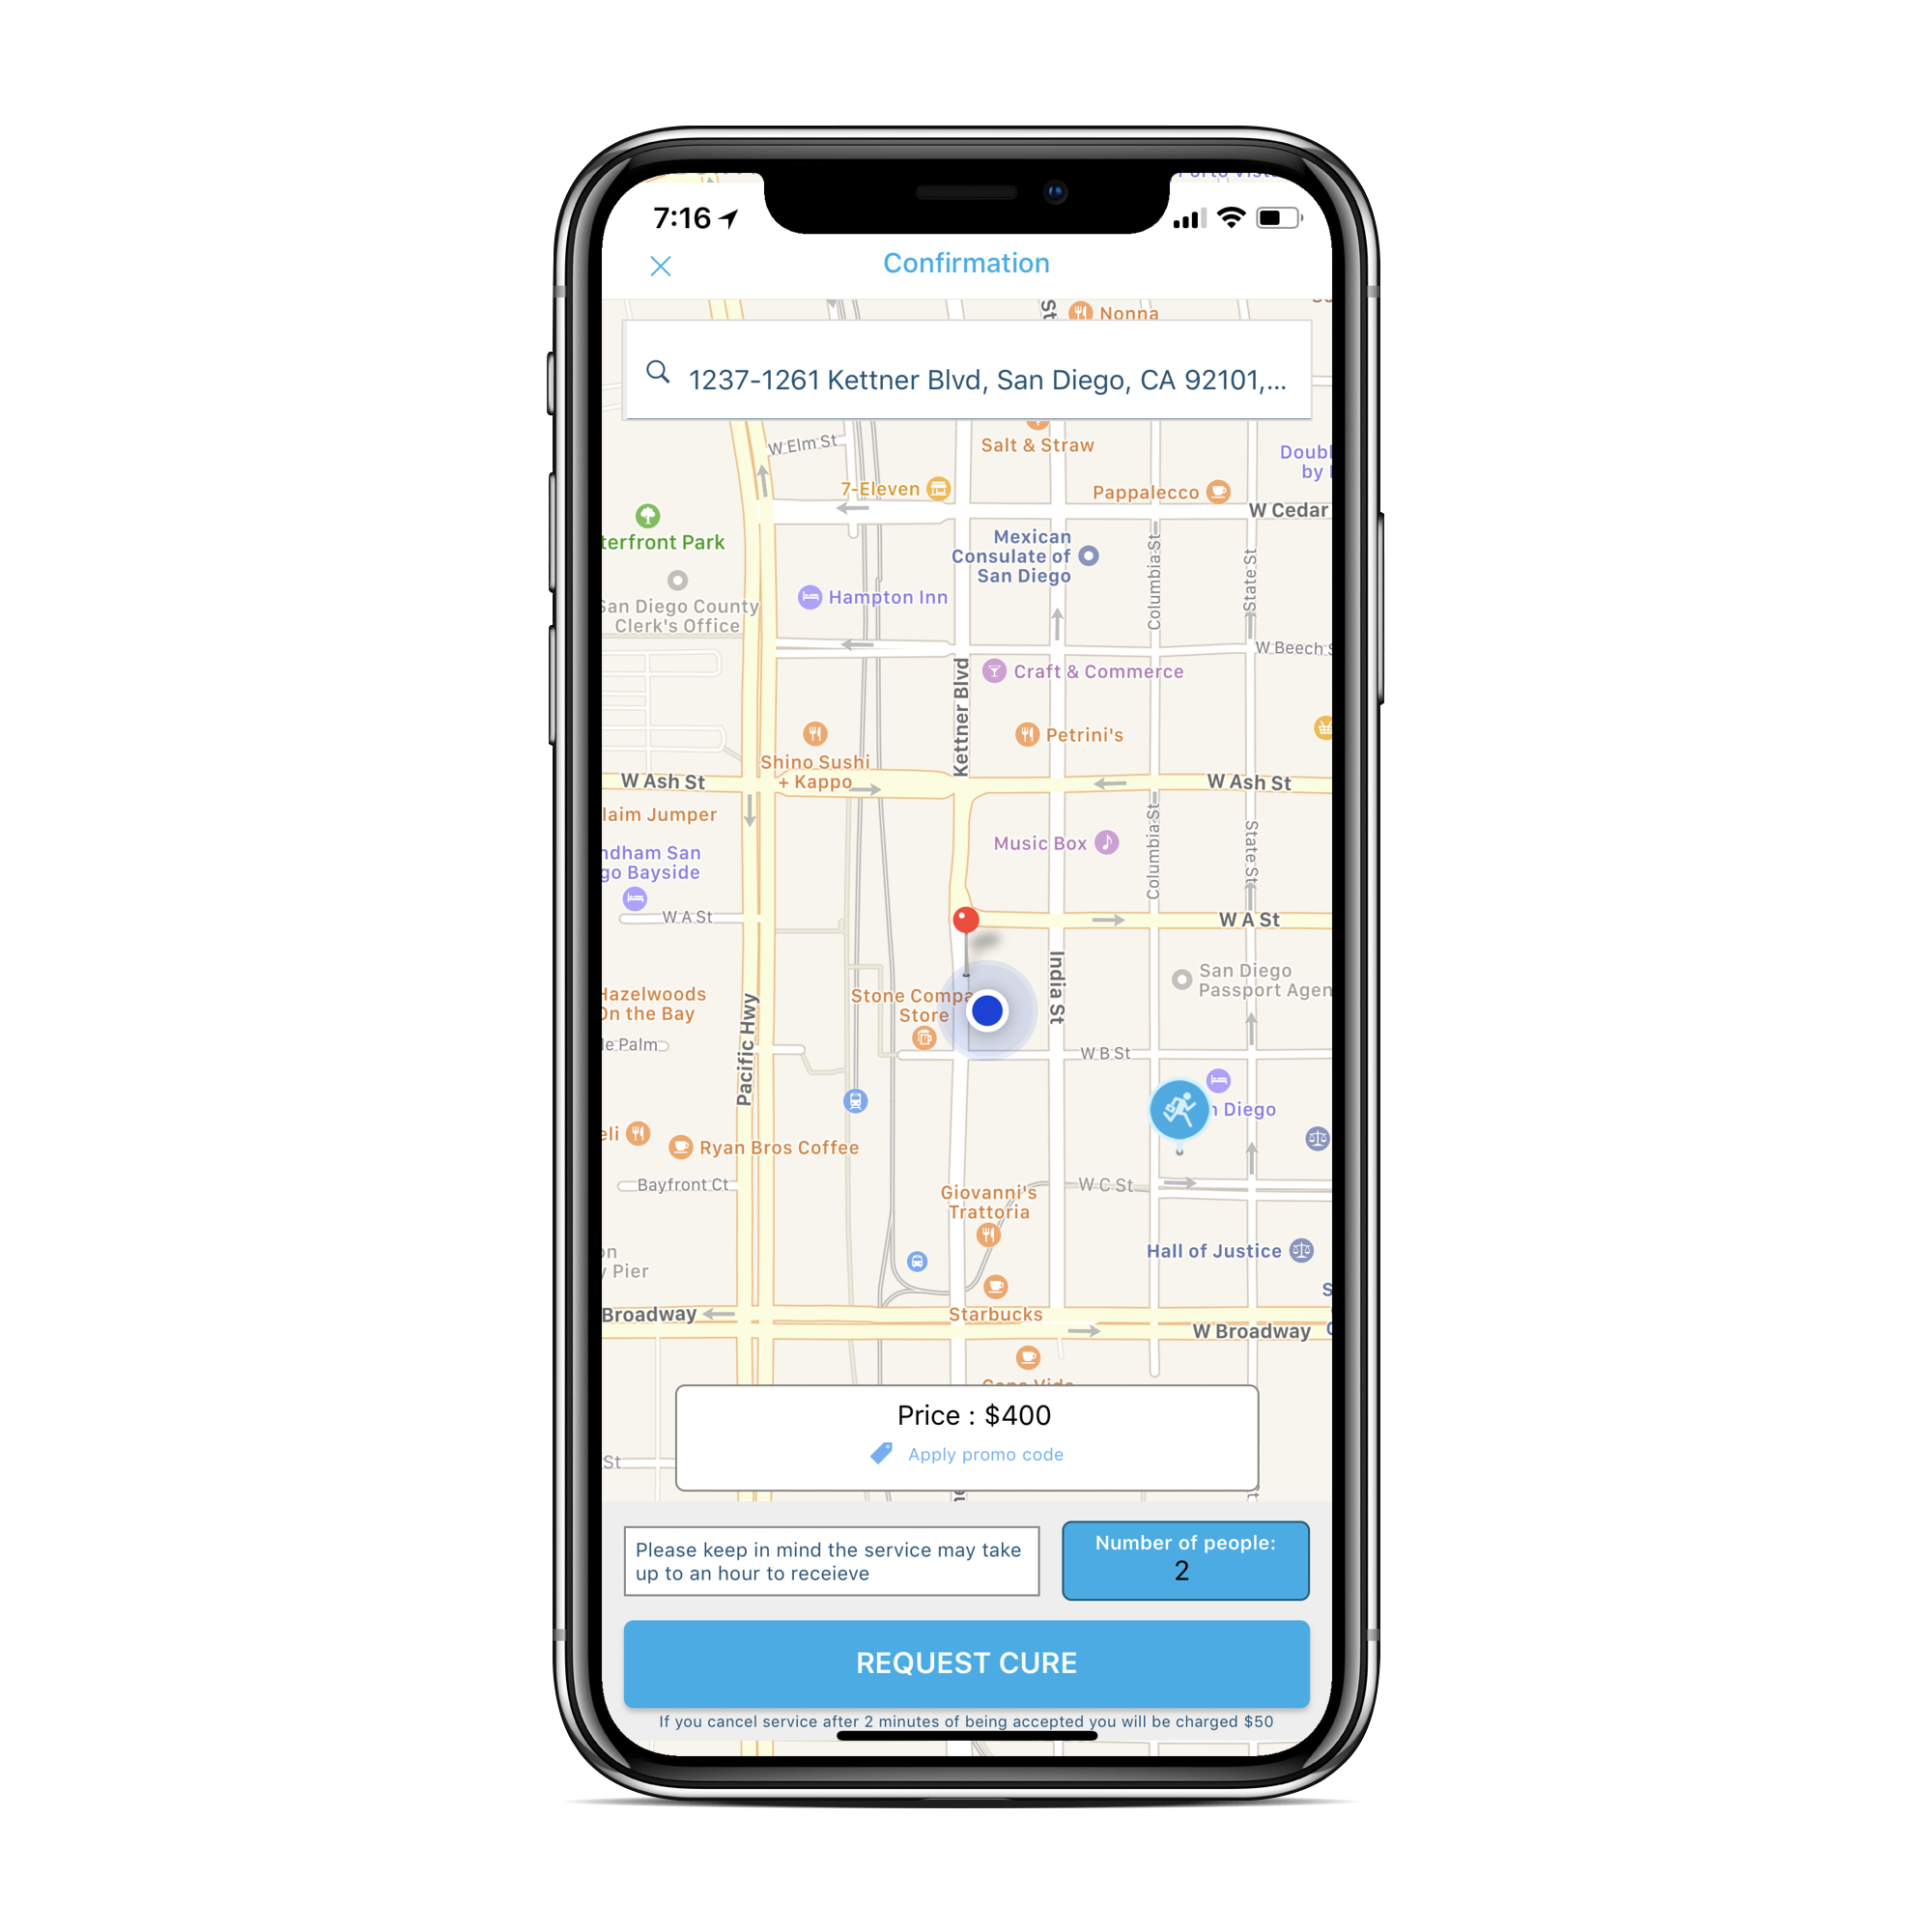 7:16
Confirmation
Nonna
St
1237-1261 Kettner Blvd, San Diego, CA 92101,...
W Elm St
Salt & Straw
Doubl
by
7-Eleven
Pappalecco
W Cedar
terfront Park
Mexican
Consulate of
San Diego
Columbia St
State St
San Diego County
Clerk's Office
Hampton Inn
W Beech S
Kettner Blvd
Craft & Commerce
Petrini's
Shino Sushi
+ Kappo
W Ash St
W Ash St
laim Jumper
Music Box
Columbia St
State St
ndham San
go Bayside
W A St
W A St
India St
San Diego
Passport Agen
Hazelwoods
On the Bay
Stone Compa
Store
Pacific Hwy
le Palm
W B St
n Diego
eli
Ryan Bros Coffee
Bayfront Ct
W C St
Giovanni's
Trattoria
Hall of Justice
on
y Pier
S
Broadway
Starbucks
W Broadway
Price : $400
Apply promo code
St
Please keep in mind the service may take
up to an hour to receieve
Number of people:
2
REQUEST CURE
If you cancel service after 2 minutes of being accepted you will be charged $50